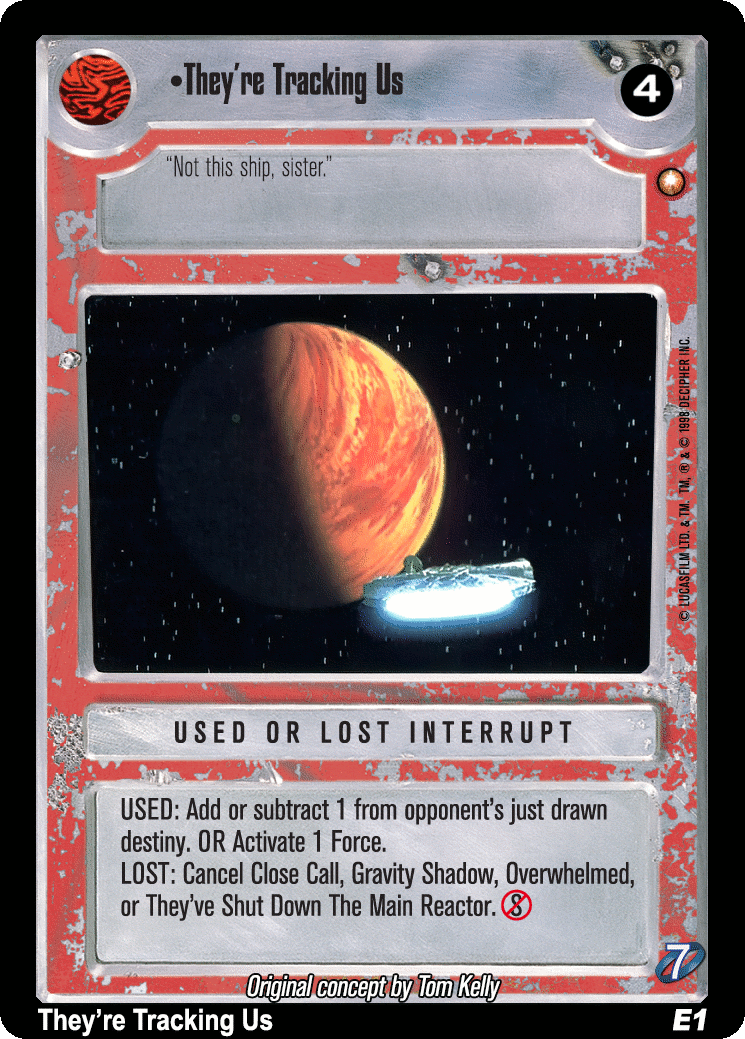 •They're Tracking Us
4
"Not this ship, sister."
© LUCASFILM LTD. & TM. TM, ® & © 1998 DECIPHER INC.
USED OR LOST INTERRUPT
USED: Add or subtract 1 from opponent's just drawn
destiny. OR Activate 1 Force.
LOST: Cancel Close Call, Gravity Shadow, Overwhelmed,
or They've Shut Down The Main Reactor. 8
7
Original concept by Tom Kelly
They're Tracking Us
E1